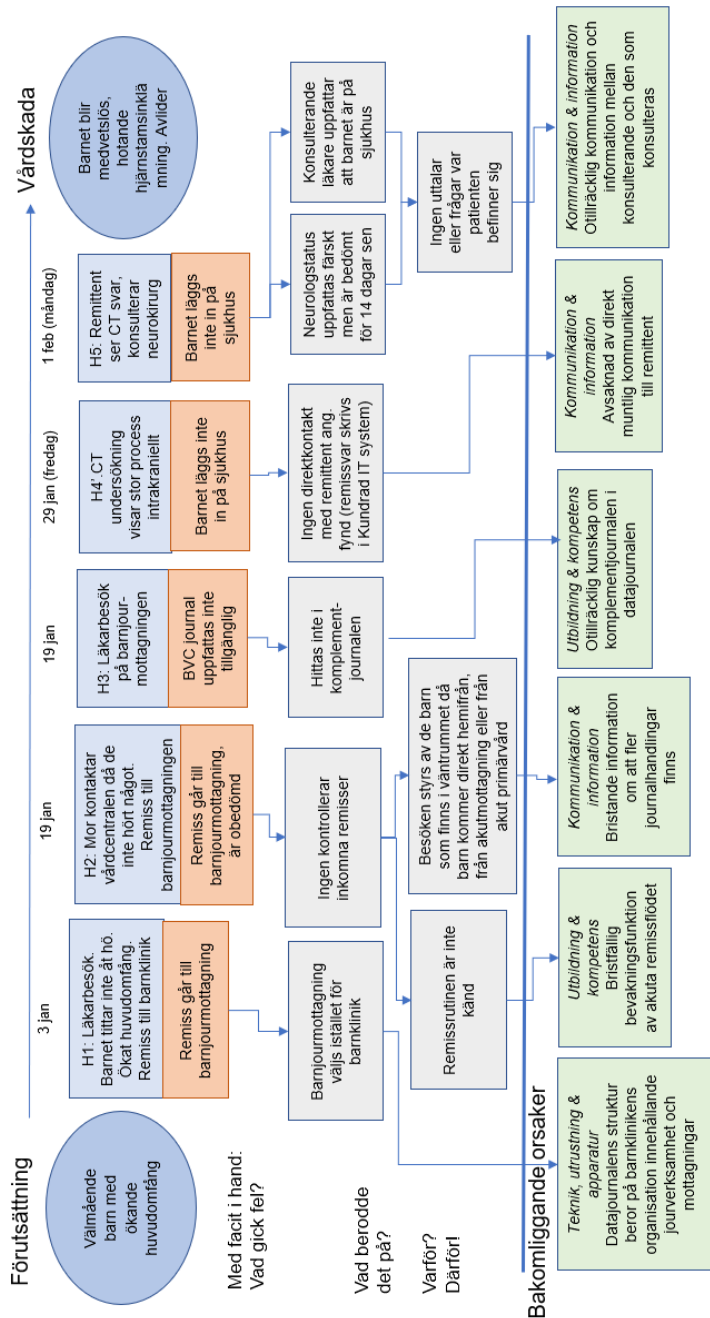 Förutsättning
Vårdskada
3 jan
19 jan
19 jan
29 jan (fredag)
1 feb (måndag)
Välmående
barn med
ökande
huvudomfång
H1: Läkarbesök.
Barnet tittar inte åt hö.
Ökat huvudomfång.
Remiss till barnklinik
H2: Mor kontaktar
vårdcentralen då de
inte hört något.
Remiss till
barnjourmottagningen
H3: Läkarbesök
på barnjour-
mottagningen
H4'.CT
undersökning
visar stor process
intrakraniellt
H5: Remittent
ser CT svar,
konsulterar
neurokirurg
Barnet blir
medvetslös,
hotande
hjärnstamsinklä
mning. Avlider
Med facit i hand:
Vad gick fel?
Remiss går till
barnjourmottagning
Remiss går till
barnjourmottagning,
är obedömd
BVC journal
uppfattas inte
tillgänglig
Barnet läggs inte
in på sjukhus
Barnet läggs
inte in på
sjukhus
Vad berodde
det på?
Barnjourmottagning
väljs istället för
barnklinik
Ingen kontrollerar
inkomna remisser
Hittas inte i
komplement-
journalen
Ingen direktkontakt
med remittent ang.
fynd (remissvar skrivs
i Kundrad IT system)
Neurologstatus
uppfattas färskt
men är bedömt
för 14 dagar sen
Konsulterande
läkare uppfattar
att barnet är på
sjukhus
Varför?
Därför!
Remissrutinen är inte
känd
Besöken styrs av de barn
som finns i väntrummet då
barn kommer direkt hemifrån,
från akutmottagning eller från
akut primärvård
Ingen uttalar
eller frågar var
patienten
befinner sig
Bakomliggande orsaker
Teknik, utrustning &
apparatur
Datajournalens struktur
beror på barnklinikens
organisation innehållande
jourverksamhet och
mottagningar
Utbildning &
kompetens
Bristfällig
bevakningsfunktion
av akuta remissflödet
Kommunikation &
information
Bristande information
om att fler
journalhandlingar
finns
Utbildning & kompetens
Otillräcklig kunskap om
komplementjournalen i
datajournalen
Kommunikation &
information
Avsaknad av direkt
muntlig kommunikation
till remittent
Kommunikation & information
Otillräcklig kommunikation och
information mellan
konsulterande och den som
konsulteras